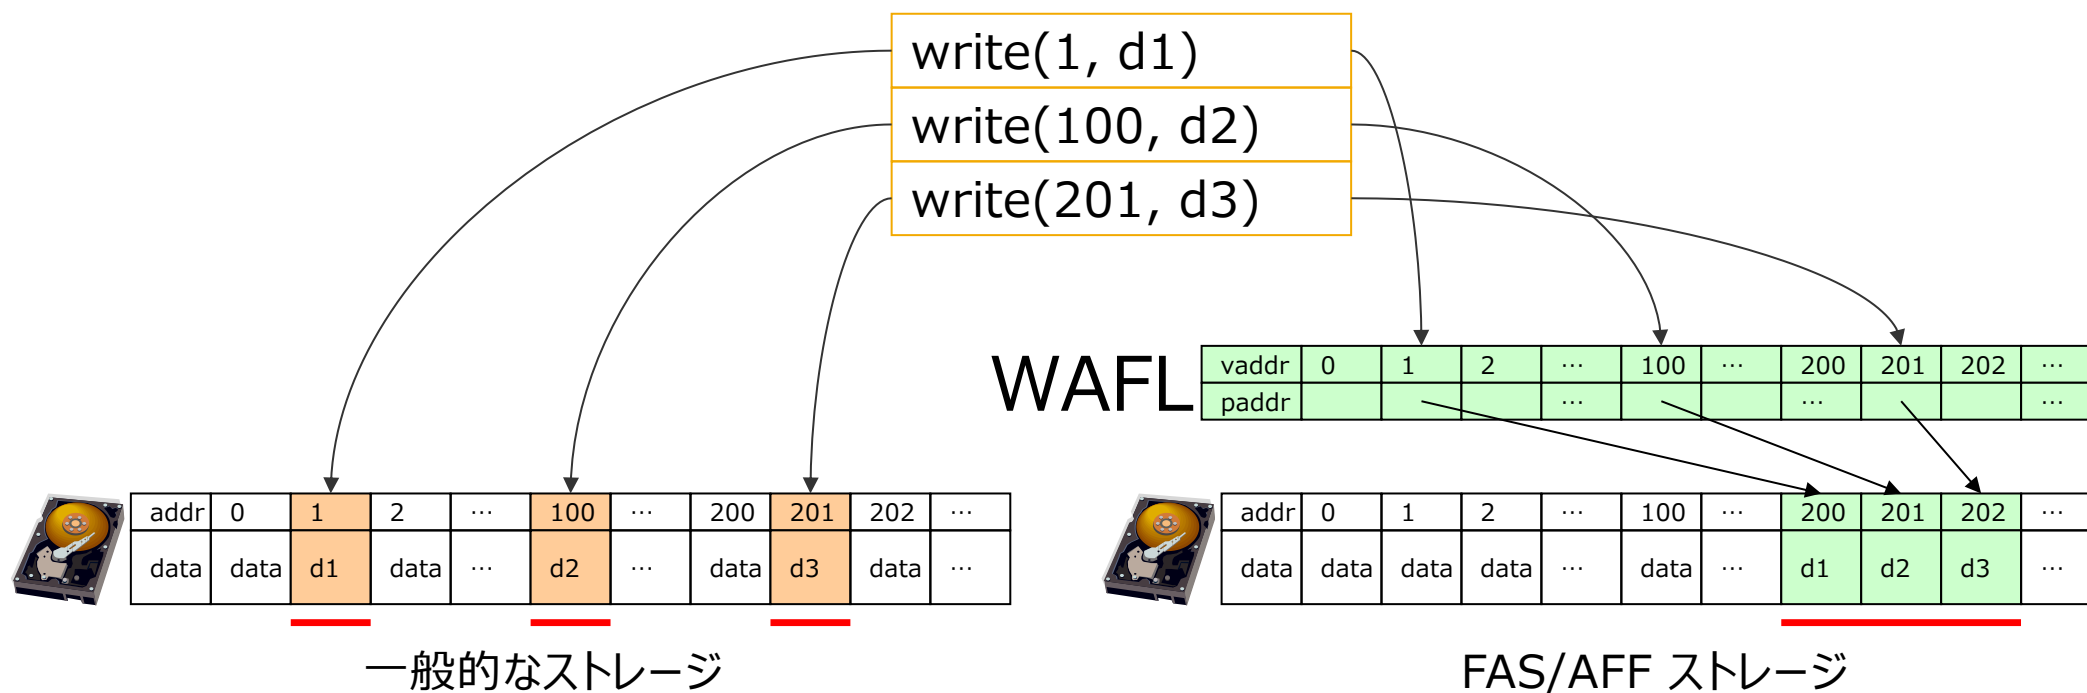 write(1, d1)
write(100, d2)
write(201, d3)
WAFL
vaddr 0 1 2 … 100 … 200 201 202 …
paddr … … …
addr 0 1 2 … 100 … 200 201 202 …
data data d1 data … d2 … data d3 data …
一般的なストレージ
addr 0 1 2 … 100 … 200 201 202 …
data data data data … data … d1 d2 d3 …
FAS/AFF ストレージ